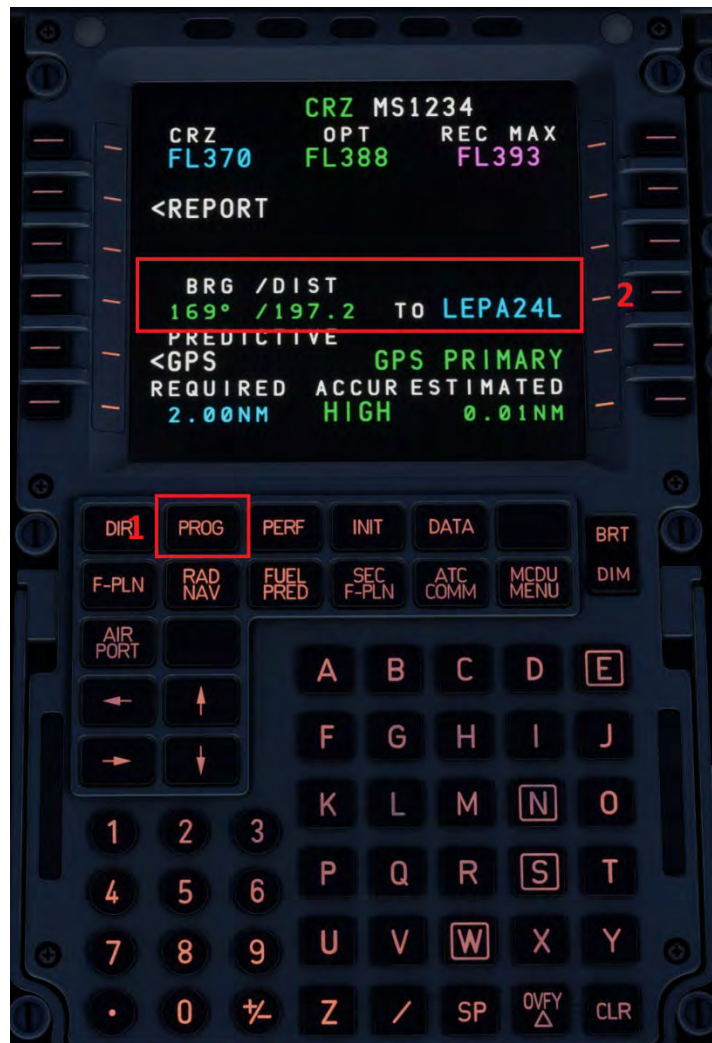 CRZ MS1234
CRZ OPT REC MAX
FL370 FL388 FL393
<REPORT
BRG /DIST
169° /197.2 TO LEPA24L
2
PREDICTIVE
<GPS GPS PRIMARY
REQUIRED ACCUR ESTIMATED
2.00NM HIGH 0.01NM
DIR 1 PROG PERF INIT DATA BRT
F-PLN RAD NAV FUEL PRED SEC F-PLN ATC COMM MCDU MENU DIM
AIR PORT
A B C D E
F G H I J
K L M N O
1 2 3
P Q R S T
4 5 6
U V W X Y
7 8 9
Z / SP OVFY Δ CLR
. 0 +/-